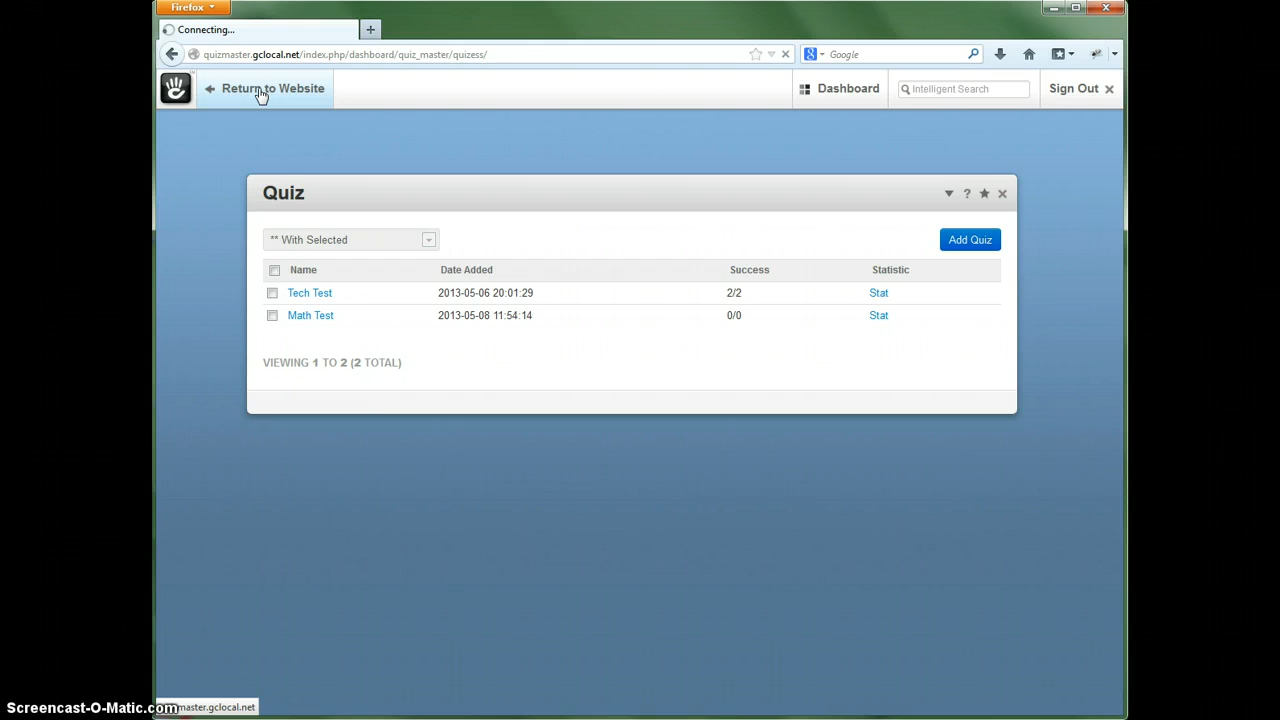 Firefox
Connecting...
quizmaster.gclocal.net/index.php/dashboard/quiz_master/quizess/
Google
Return to Website
Dashboard
Intelligent Search
Sign Out
Quiz
?
** With Selected
Add Quiz
Name Date Added Success Statistic
Tech Test 2013-05-06 20:01:29 2/2 Stat
Math Test 2013-05-08 11:54:14 0/0 Stat
VIEWING 1 TO 2 (2 TOTAL)
Screencast-O-Matic.com
master.gclocal.net